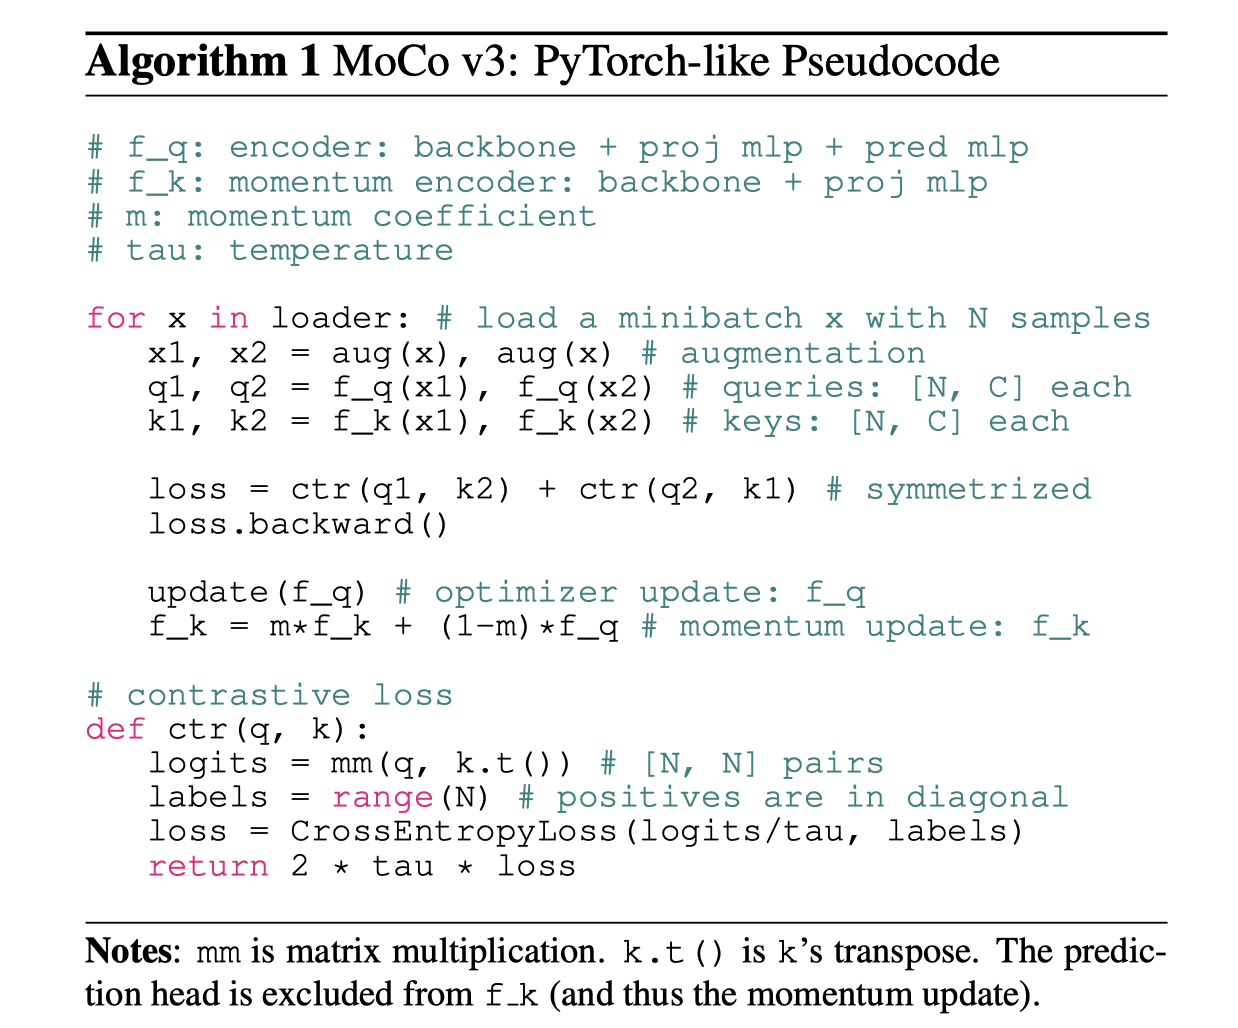 Algorithm 1 MoCo v3: PyTorch-like Pseudocode
# f_q: encoder: backbone + proj mlp + pred mlp
# f_k: momentum encoder: backbone + proj mlp
# m: momentum coefficient
# tau: temperature
for x in loader: # load a minibatch x with N samples
x1, x2 = aug(x), aug(x) # augmentation
q1, q2 = f_q(x1), f_q(x2) # queries: [N, C] each
k1, k2 = f_k(x1), f_k(x2) # keys: [N, C] each
loss = ctr(q1, k2) + ctr(q2, k1) # symmetrized
loss.backward()
update(f_q) # optimizer update: f_q
f_k = m*f_k + (1-m)*f_q # momentum update: f_k
# contrastive loss
def ctr(q, k):
logits = mm(q, k.t()) # [N, N] pairs
labels = range(N) # positives are in diagonal
loss = CrossEntropyLoss(logits/tau, labels)
return 2 * tau * loss
Notes: mm is matrix multiplication. k.t() is k’s transpose. The predic-
tion head is excluded from f_k (and thus the momentum update).